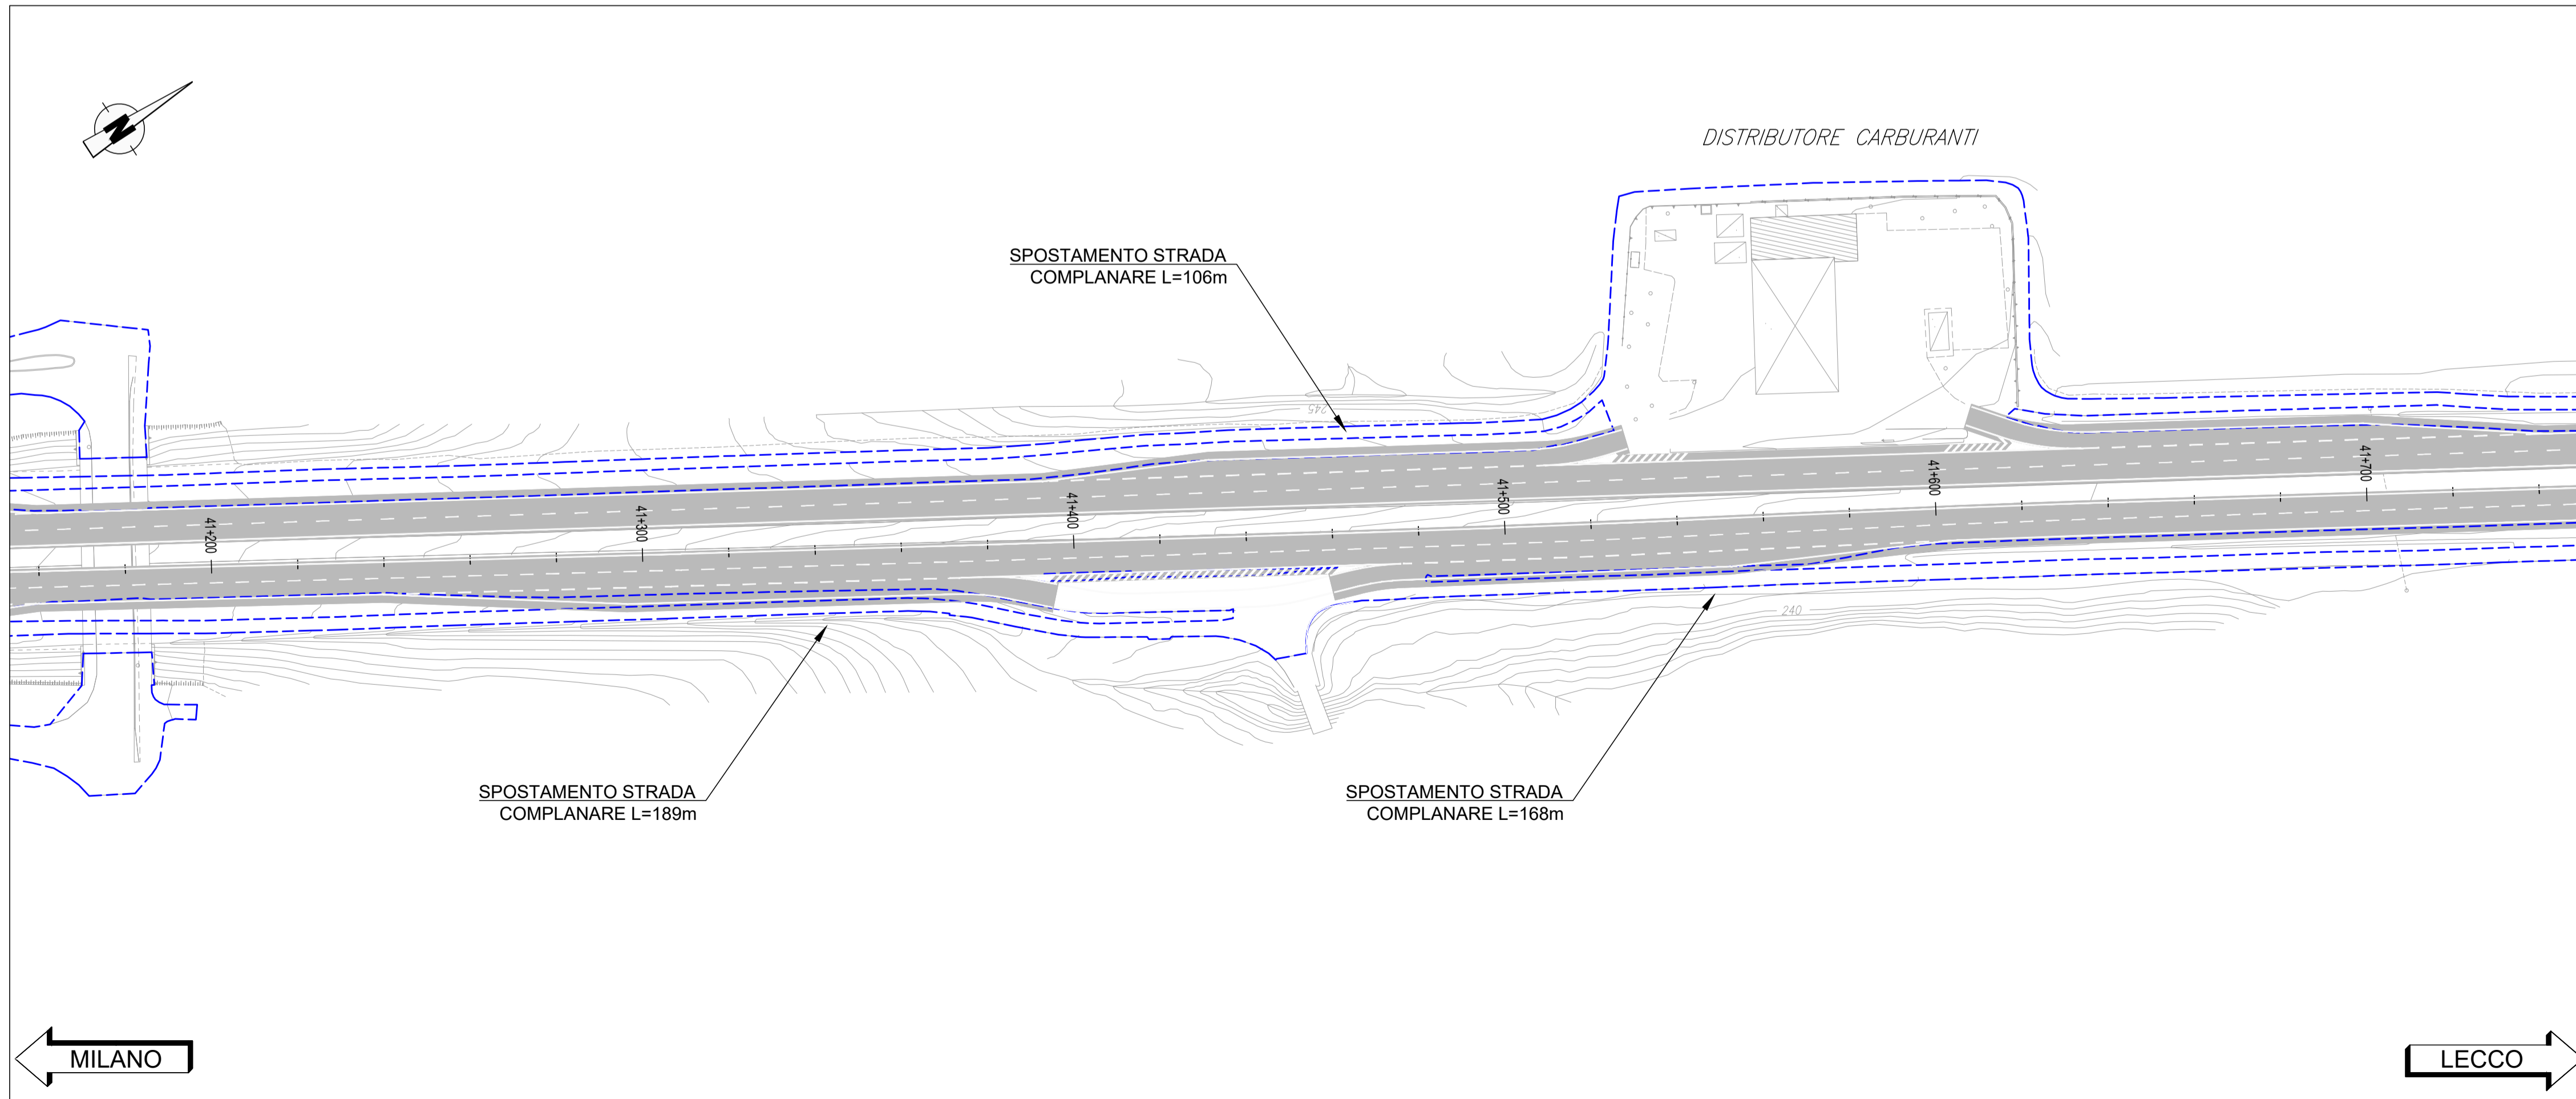 N
DISTRIBUTORE CARBURANTI
SPOSTAMENTO STRADA
COMPLANARE L=106m
245
41+200
41+300
41+400
41+500
41+600
41+700
240
SPOSTAMENTO STRADA
COMPLANARE L=189m
SPOSTAMENTO STRADA
COMPLANARE L=168m
MILANO
LECCO